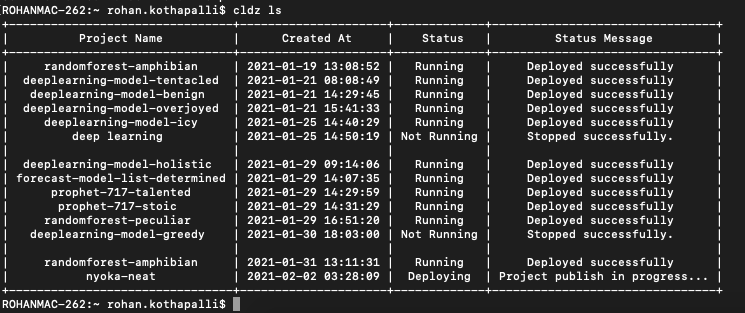 ROHANMAC-262:~ rohan.kothapalli$ cldz ls
+--------------------------------+---------------------+-------------+--------------------------------+
| Project Name | Created At | Status | Status Message |
+--------------------------------+---------------------+-------------+--------------------------------+
| randomforest-amphibian | 2021-01-19 13:08:52 | Running | Deployed successfully |
| deeplearning-model-tentacled | 2021-01-21 08:08:49 | Running | Deployed successfully |
| deeplearning-model-benign | 2021-01-21 14:29:45 | Running | Deployed successfully |
| deeplearning-model-overjoyed | 2021-01-21 15:41:33 | Running | Deployed successfully |
| deeplearning-model-icy | 2021-01-25 14:40:29 | Running | Deployed successfully |
| deep learning | 2021-01-25 14:50:19 | Not Running | Stopped successfully. |
| | | | |
| deeplearning-model-holistic | 2021-01-29 09:14:06 | Running | Deployed successfully |
| forecast-model-list-determined | 2021-01-29 14:07:35 | Running | Deployed successfully |
| prophet-717-talented | 2021-01-29 14:29:59 | Running | Deployed successfully |
| prophet-717-stoic | 2021-01-29 14:31:29 | Running | Deployed successfully |
| randomforest-peculiar | 2021-01-29 16:51:20 | Running | Deployed successfully |
| deeplearning-model-greedy | 2021-01-30 18:03:00 | Not Running | Stopped successfully. |
| | | | |
| randomforest-amphibian | 2021-01-31 13:11:31 | Running | Deployed successfully |
| nyoka-neat | 2021-02-02 03:28:09 | Deploying | Project publish in progress... |
+--------------------------------+---------------------+-------------+--------------------------------+
ROHANMAC-262:~ rohan.kothapalli$